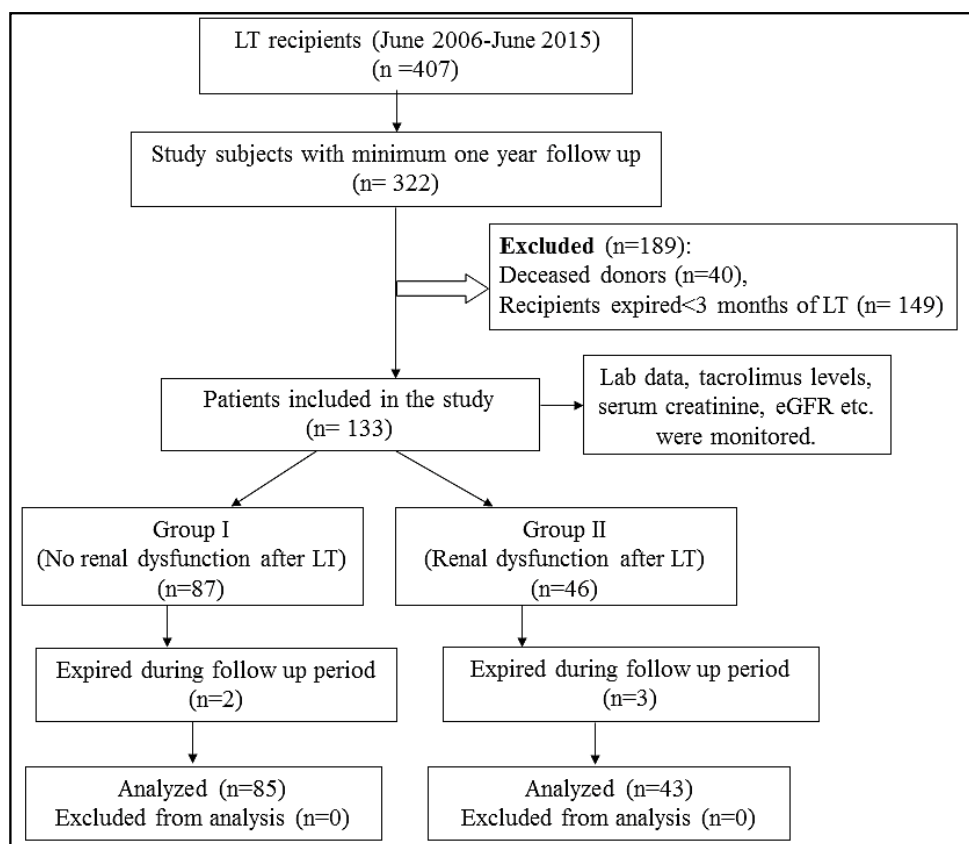 LT recipients (June 2006-June 2015)
(n =407)
Study subjects with minimum one year follow up
(n= 322)
Excluded (n=189):
Deceased donors (n=40),
Recipients expired<3 months of LT (n= 149)
Patients included in the study
(n= 133)
Lab data, tacrolimus levels,
serum creatinine, eGFR etc.
were monitored.
Group I
(No renal dysfunction after LT)
(n=87)
Group II
(Renal dysfunction after LT)
(n=46)
Expired during follow up period
(n=2)
Expired during follow up period
(n=3)
Analyzed (n=85)
Excluded from analysis (n=0)
Analyzed (n=43)
Excluded from analysis (n=0)